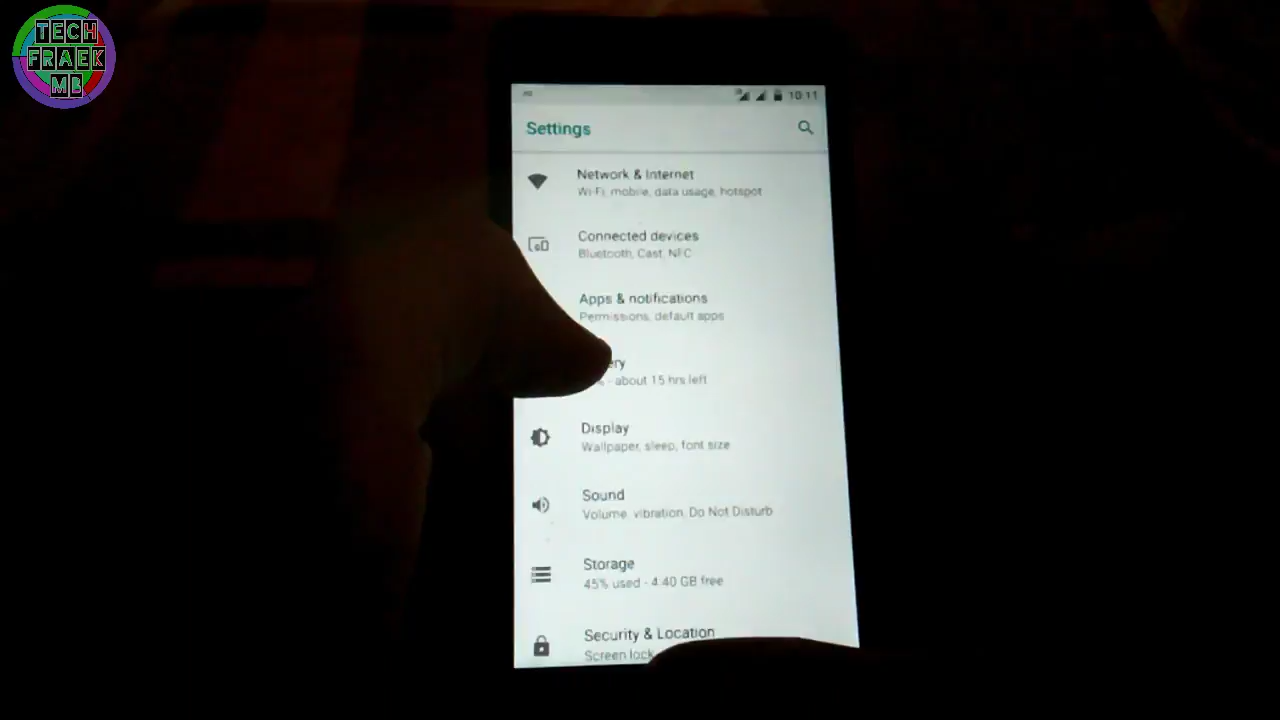 TECH
FRAEK
MB
10:11
Settings
Network & Internet
Wi-Fi, mobile, data usage, hotspot
Connected devices
Bluetooth, Cast, NFC
Apps & notifications
Permissions, default apps
- about 15 hrs left
Display
Wallpaper, sleep, font size
Sound
Volume, vibration, Do Not Disturb
Storage
45% used - 4.40 GB free
Security & Location
Screen lock